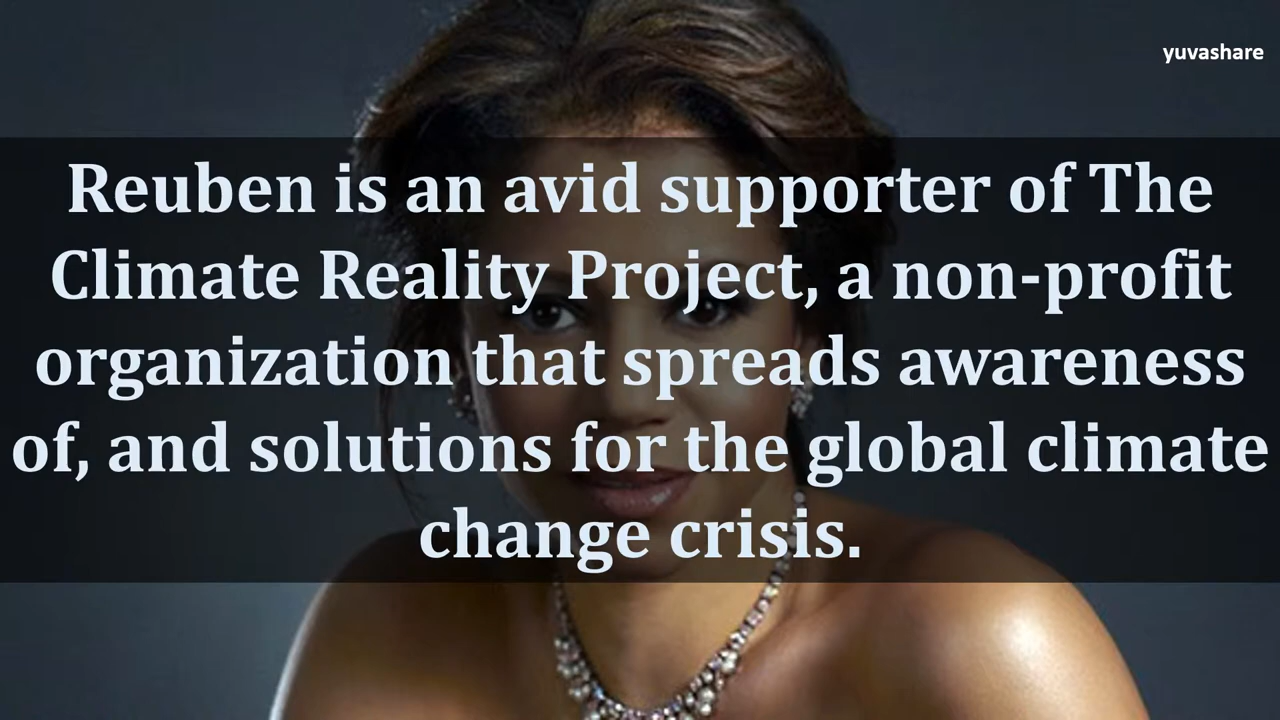 yuvashare
Reuben is an avid supporter of The
Climate Reality Project, a non-profit
organization that spreads awareness
of, and solutions for the global climate
change crisis.